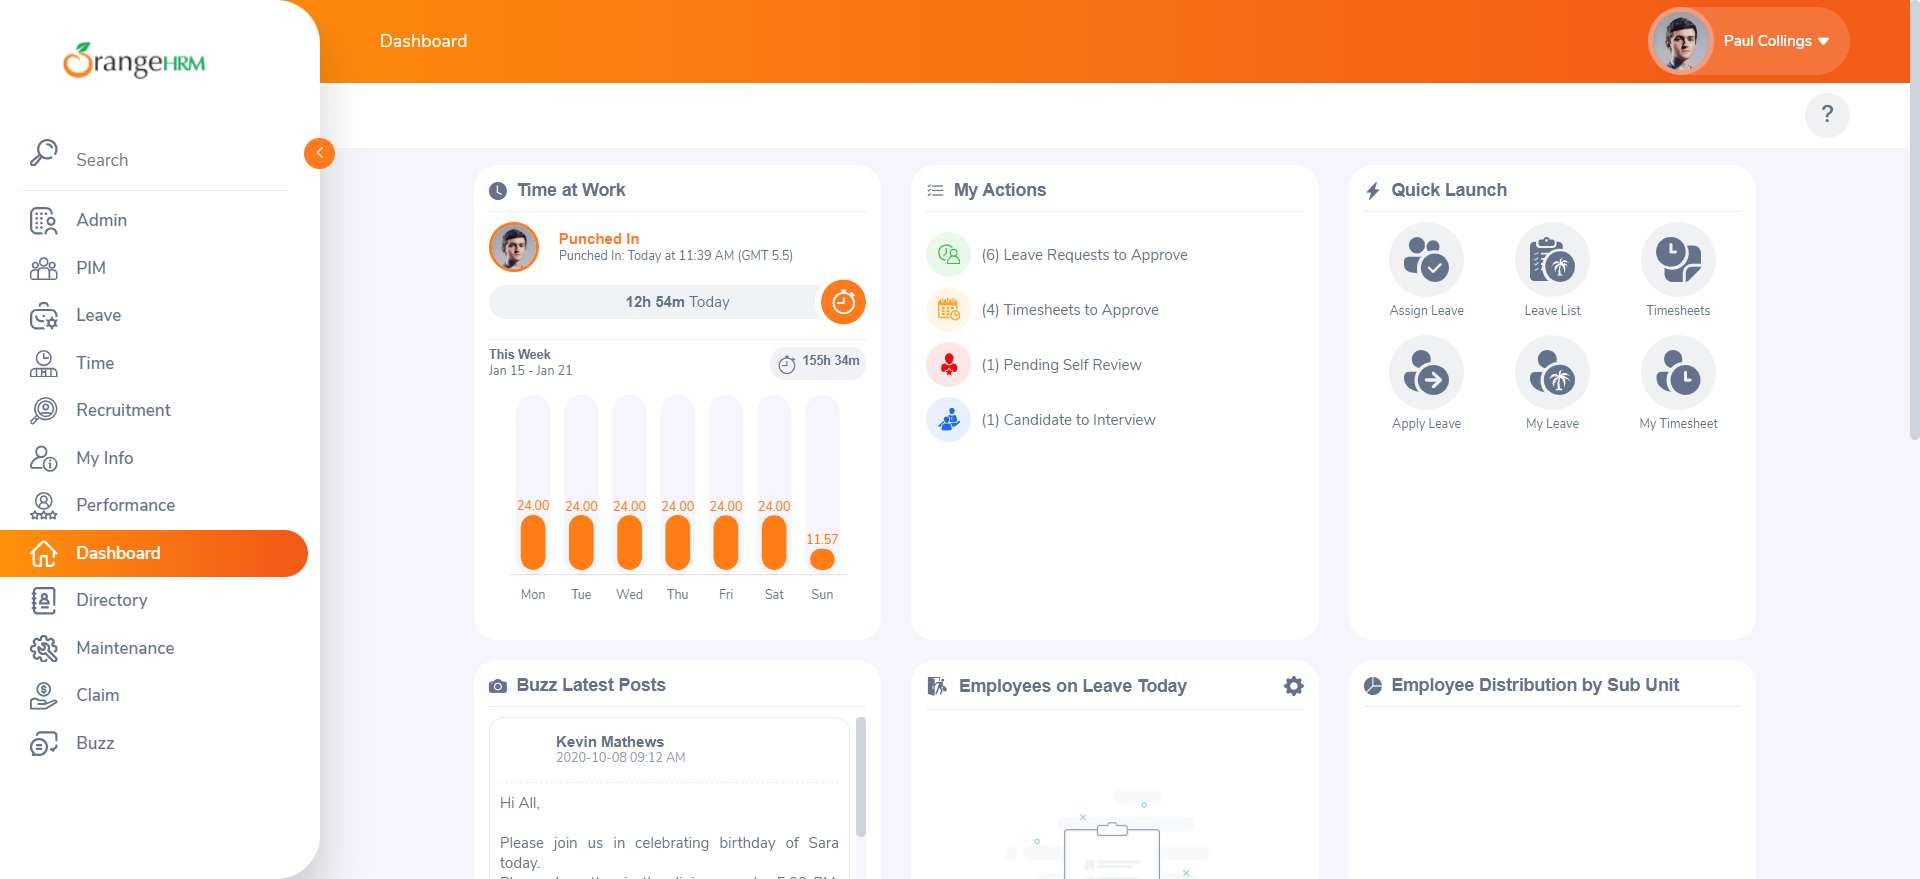 OrangeHRM
Dashboard
Paul Collings
?
Search
Admin
PIM
Leave
Time
Recruitment
My Info
Performance
Dashboard
Directory
Maintenance
Claim
Buzz
Time at Work
Punched In
Punched In: Today at 11:39 AM (GMT 5.5)
12h 54m Today
This Week
Jan 15 - Jan 21
155h 34m
24.00 24.00 24.00 24.00 24.00 24.00 11.57
Mon Tue Wed Thu Fri Sat Sun
My Actions
(6) Leave Requests to Approve
(4) Timesheets to Approve
(1) Pending Self Review
(1) Candidate to Interview
Quick Launch
Assign Leave Leave List Timesheets
Apply Leave My Leave My Timesheet
Buzz Latest Posts
Kevin Mathews
2020-10-08 09:12 AM
Hi All,
Please join us in celebrating birthday of Sara
today.
Employees on Leave Today
Employee Distribution by Sub Unit